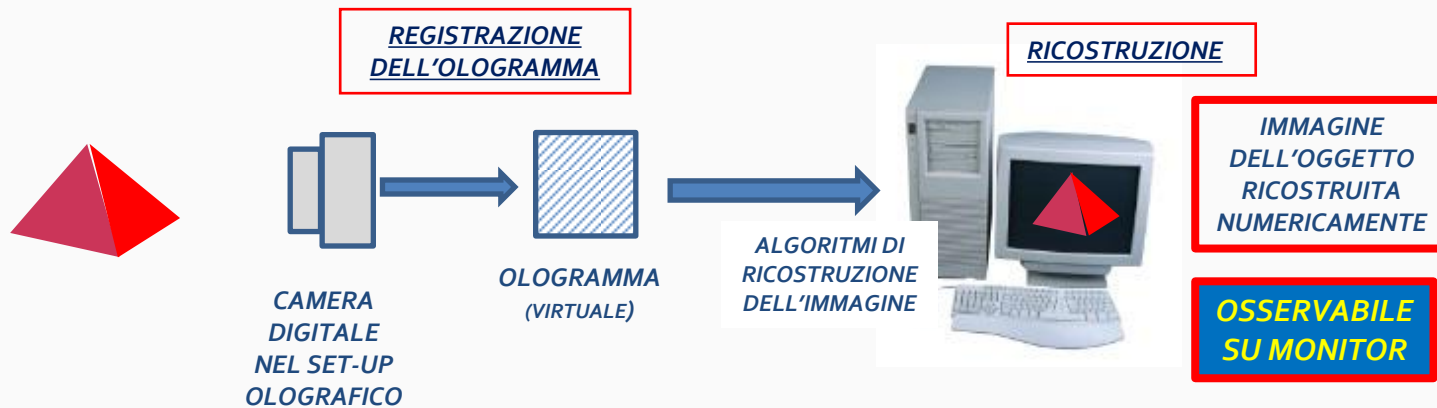 REGISTRAZIONE
DELL'OLOGRAMMA
RICOSTRUZIONE
CAMERA
DIGITALE
NEL SET-UP
OLOGRAFICO
OLOGRAMMA
(VIRTUALE)
ALGORITMI DI
RICOSTRUZIONE
DELL'IMMAGINE
IMMAGINE
DELL'OGGETTO
RICOSTRUITA
NUMERICAMENTE
OSSERVABILE
SU MONITOR